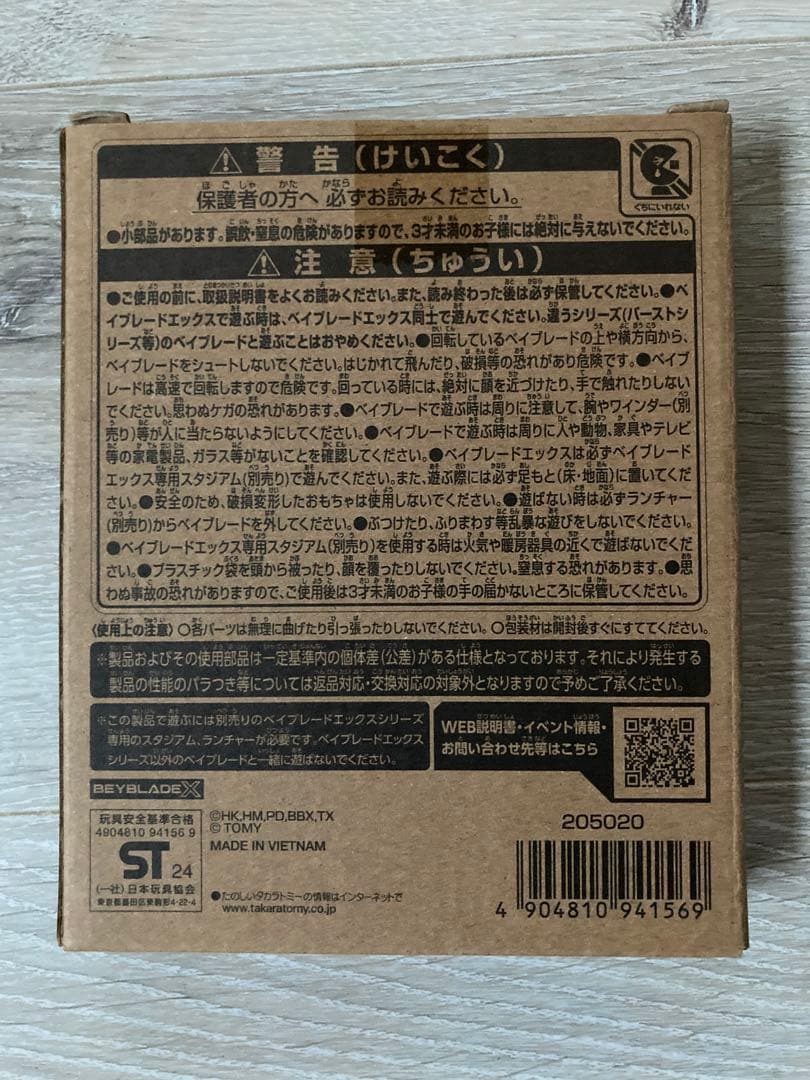 ⚠ 警告(けいこく)
保護者の方へ 必ずお読みください。
くちにいれない
●小部品があります。誤飲・窒息の危険がありますので、3才未満のお子様には絶対に与えないでください。
⚠ 注意(ちゅうい)
●ご使用の前に、取扱説明書をよくお読みください。また、読み終わった後は必ず保管してください。●ベ
イブレードエックスで遊ぶ時は、ベイブレードエックス同士で遊んでください。違うシリーズ(バーストシ
リーズ等)のベイブレードと遊ぶことはおやめください。●回転しているベイブレードの上や横方向から、
ベイブレードをシュートしないでください。はじかれて飛んだり、破損等の恐れがあり危険です。●ベイブ
レードは高速で回転しますので危険です。回っている時には、絶対に顔を近づけたり、手で触れたりしない
でください。思わぬケガの恐れがあります。●ベイブレードで遊ぶ時は周りに注意して、腕やワインダー(別
売り)等が人に当たらないようにしてください。●ベイブレードで遊ぶ時は周りに人や動物、家具やテレビ
等の家電製品、ガラス等がないことを確認してください。●ベイブレードエックスは必ずベイブレード
エックス専用スタジアム(別売り)で遊んでください。また、遊ぶ際には必ず足もと(床・地面)に置いてくだ
さい。●安全のため、破損変形したおもちゃは使用しないでください。●遊ばない時は必ずランチャー
(別売り)からベイブレードを外してください。●ぶつけたり、ふりまわす等乱暴な遊びをしないでください。
●ベイブレードエックス専用スタジアム(別売り)を使用する時は火気や暖房器具の近くで遊ばないでくだ
さい。●プラスチック袋を頭から被ったり、顔を覆ったりしないでください。窒息する恐れがあります。●思
わぬ事故の恐れがありますので、ご使用後は3才未満のお子様の手の届かないところに保管してください。
〈使用上の注意〉○各パーツは無理に曲げたり引っ張ったりしないでください。○包装材は開封後すぐにすててください。
※製品およびその使用部品は一定基準内の個体差(公差)がある仕様となっております。それにより発生する
製品の性能のバラつき等については返品対応・交換対応の対象外となりますので予めご了承ください。
※この製品で遊ぶには別売りのベイブレードエックスシリーズ
専用のスタジアム、ランチャーが必要です。ベイブレードエックス
シリーズ以外のベイブレードと一緒に遊ばないでください。
WEB説明書・イベント情報・
お問い合わせ先等はこちら
BEYBLADE X
玩具安全基準合格
4904810 94156 9
ST 24
(一社)日本玩具協会
東京都墨田区東駒形4-22-4
©HK,HM,PD,BBX,TX
© TOMY
MADE IN VIETNAM
●たのしいタカラトミーの情報はインターネットで
www.takaratomy.co.jp
205020
4 904810 941569